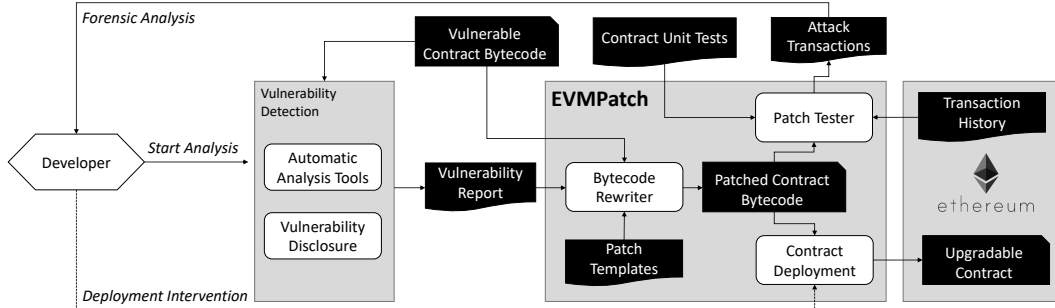 Forensic Analysis
Vulnerable
Contract Bytecode
Contract Unit Tests
Attack
Transactions
Vulnerability
Detection
EVMPatch
Patch Tester
Transaction
History
Developer
Start Analysis
Automatic
Analysis Tools
Vulnerability
Report
Bytecode
Rewriter
Patched Contract
Bytecode
ethereum
Vulnerability
Disclosure
Patch
Templates
Contract
Deployment
Upgradable
Contract
Deployment Intervention